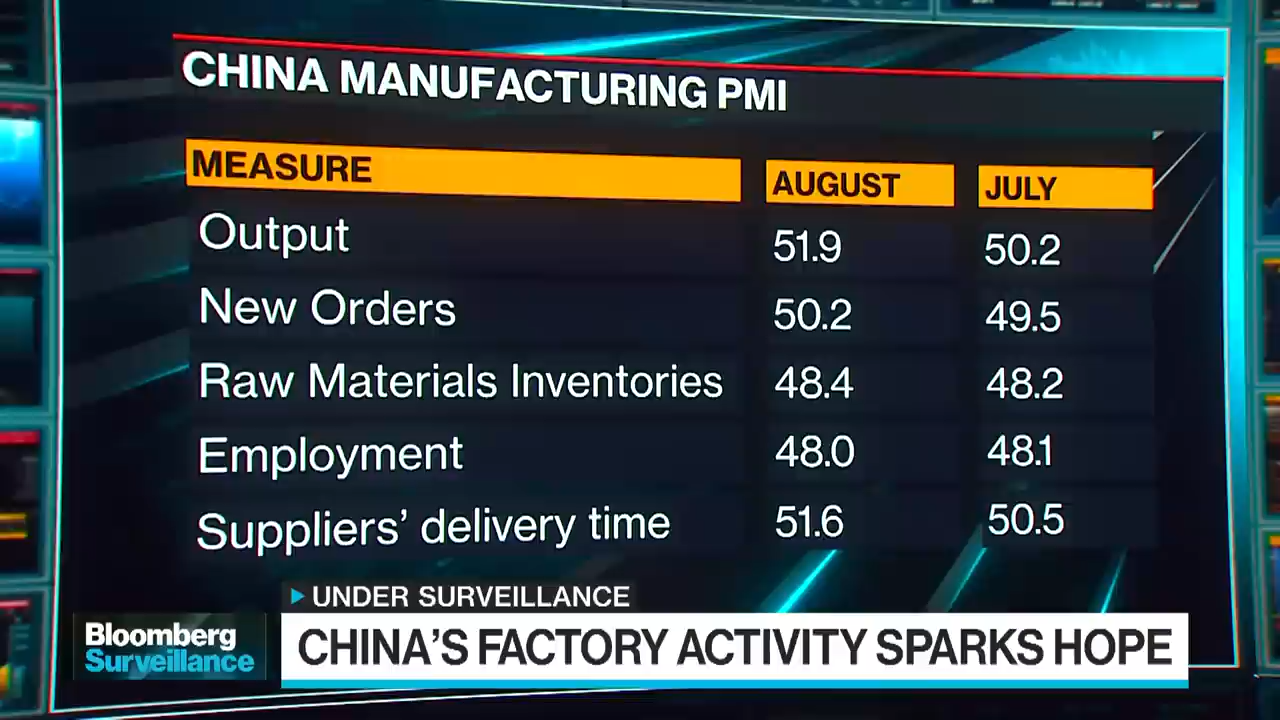 CHINA MANUFACTURING PMI
MEASURE AUGUST JULY
Output 51.9 50.2
New Orders 50.2 49.5
Raw Materials Inventories 48.4 48.2
Employment 48.0 48.1
Suppliers' delivery time 51.6 50.5
UNDER SURVEILLANCE
Bloomberg
Surveillance
CHINA'S FACTORY ACTIVITY SPARKS HOPE